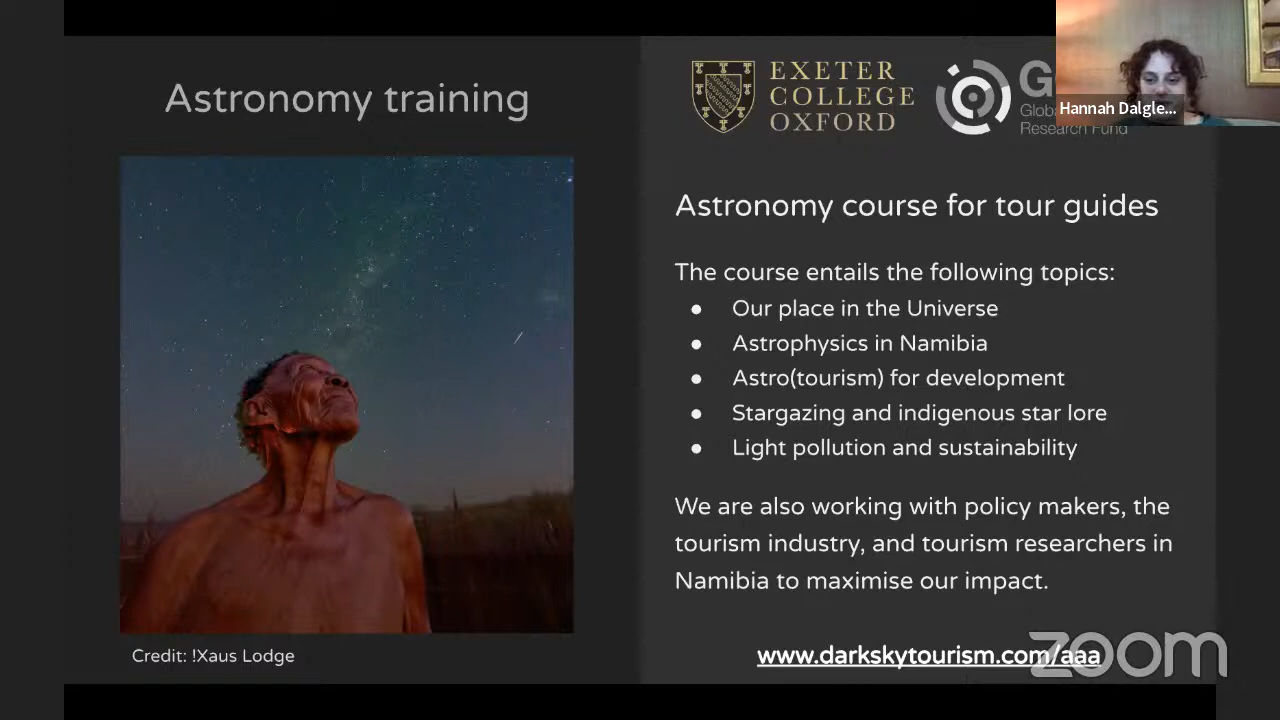 Astronomy training
EXETER
COLLEGE
OXFORD
Research Fund
Hannah Dalgle...
Astronomy course for tour guides
The course entails the following topics:
● Our place in the Universe
● Astrophysics in Namibia
● Astro(tourism) for development
● Stargazing and indigenous star lore
● Light pollution and sustainability
We are also working with policy makers, the
tourism industry, and tourism researchers in
Namibia to maximise our impact.
Credit: !Xaus Lodge
www.darkskytourism.com/aaa
zoom